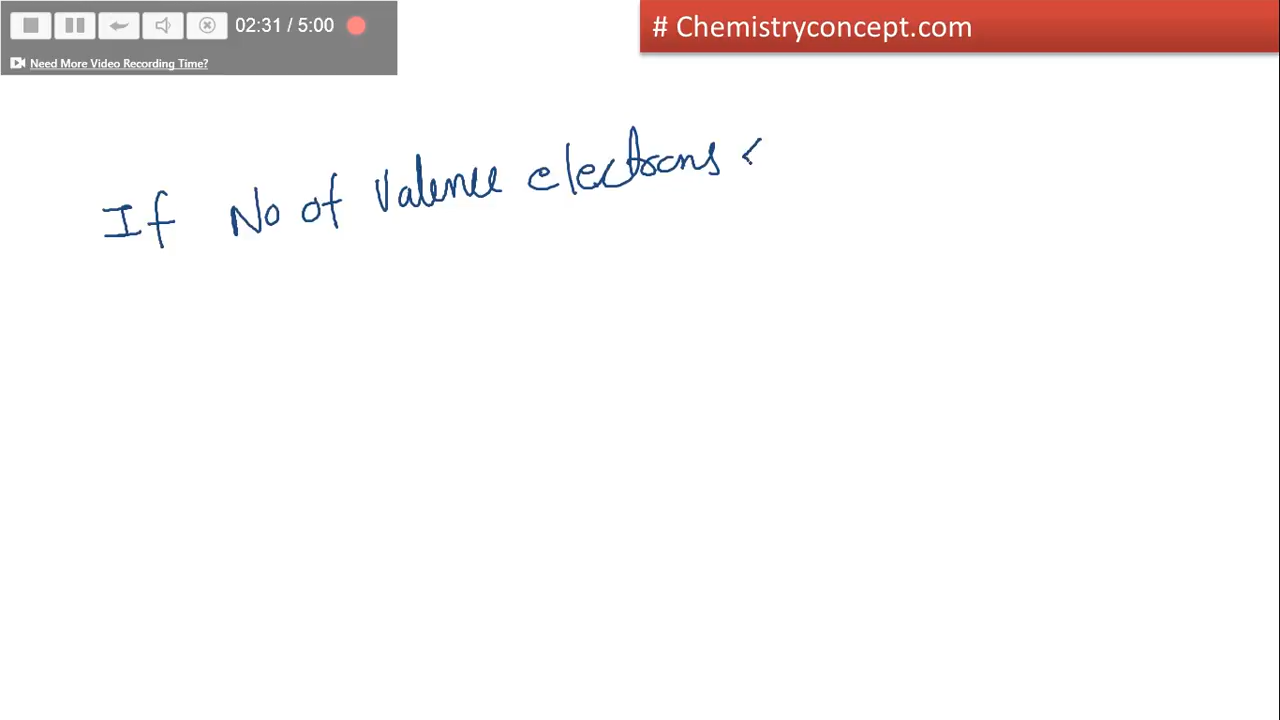 02:31 / 5:00
# Chemistryconcept.com
Need More Video Recording Time?
If No of Valence electrons <